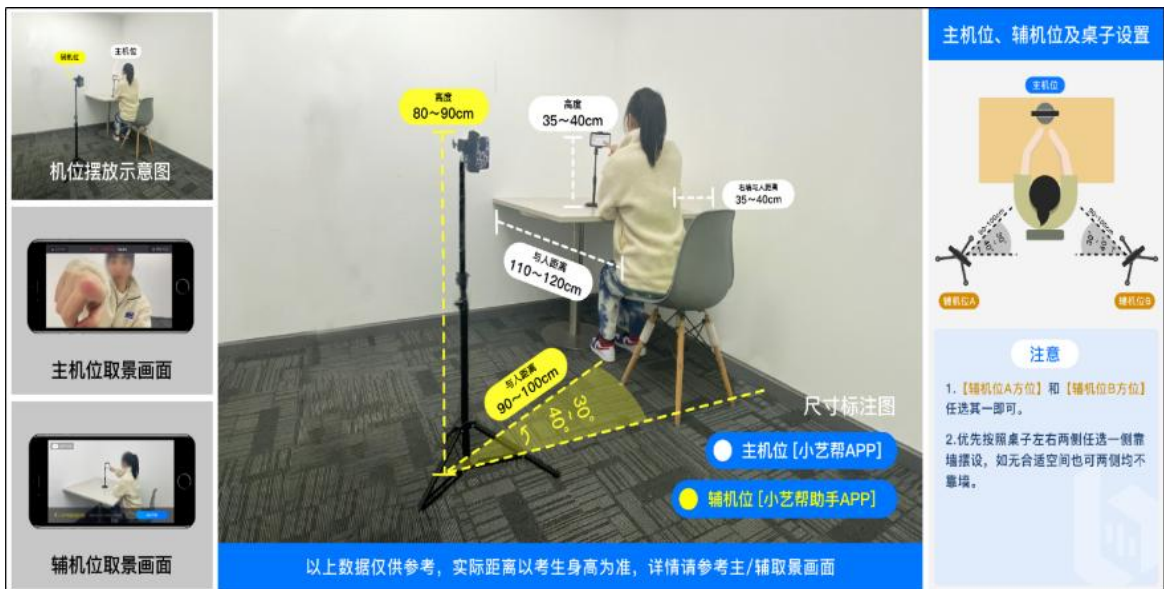 辅机位
主机位
机位摆放示意图
主机位取景画面
辅机位取景画面
高度
80～90cm
高度
35～40cm
右墙与人距离
35～40cm
与人距离
110～120cm
与人距离
90～100cm
30°
~
40°
尺寸标注图
主机位 [小艺帮APP]
辅机位 [小艺帮助手APP]
以上数据仅供参考，实际距离以考生身高为准，详情请参考主/辅取景画面
主机位、辅机位及桌子设置
主机位
90-100cm
90-100cm
30°
40°
辅机位A
辅机位B
注意
1.【辅机位A方位】和【辅机位B方位】
任选其一即可。
2.优先按照桌子左右两侧任选一侧靠
墙摆设，如无合适空间也可两侧均不
靠墙。